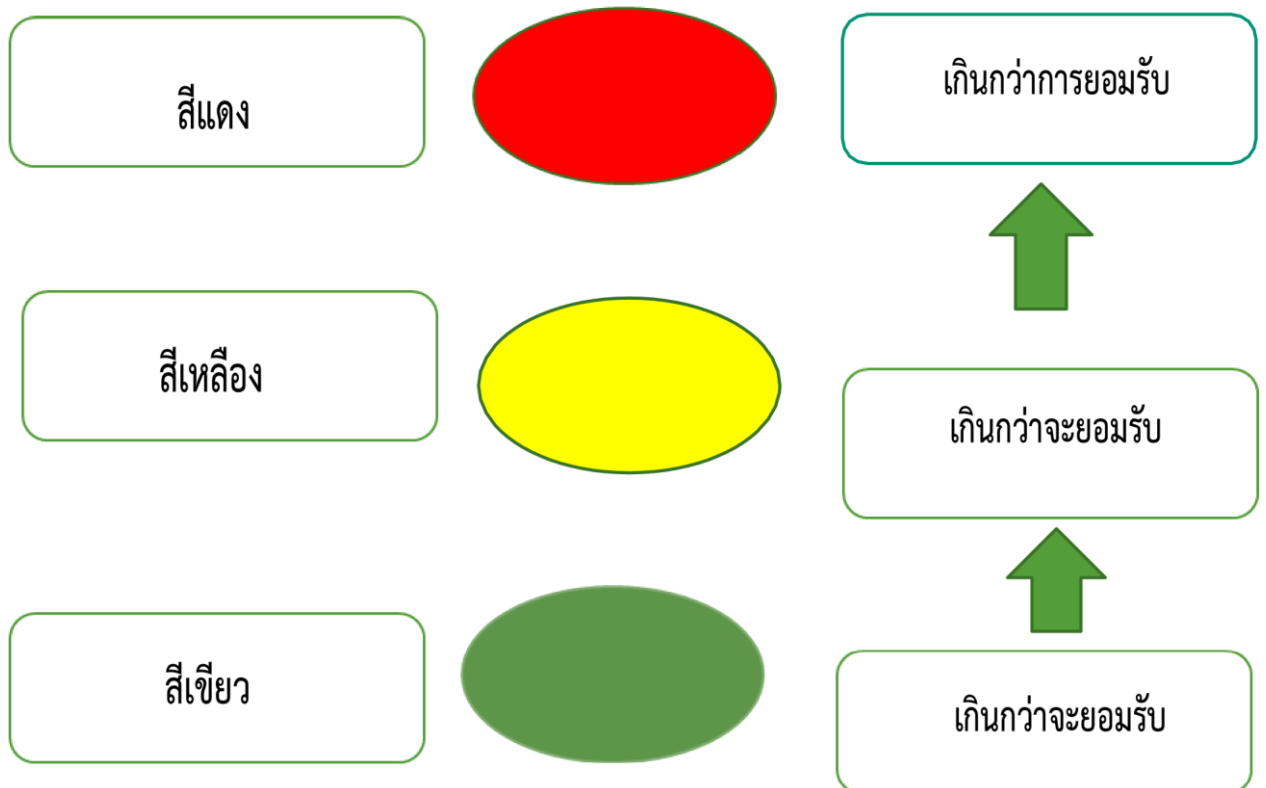 สีแดง
เกินกว่าการยอมรับ
สีเหลือง
เกินกว่าจะยอมรับ
สีเขียว
เกินกว่าจะยอมรับ